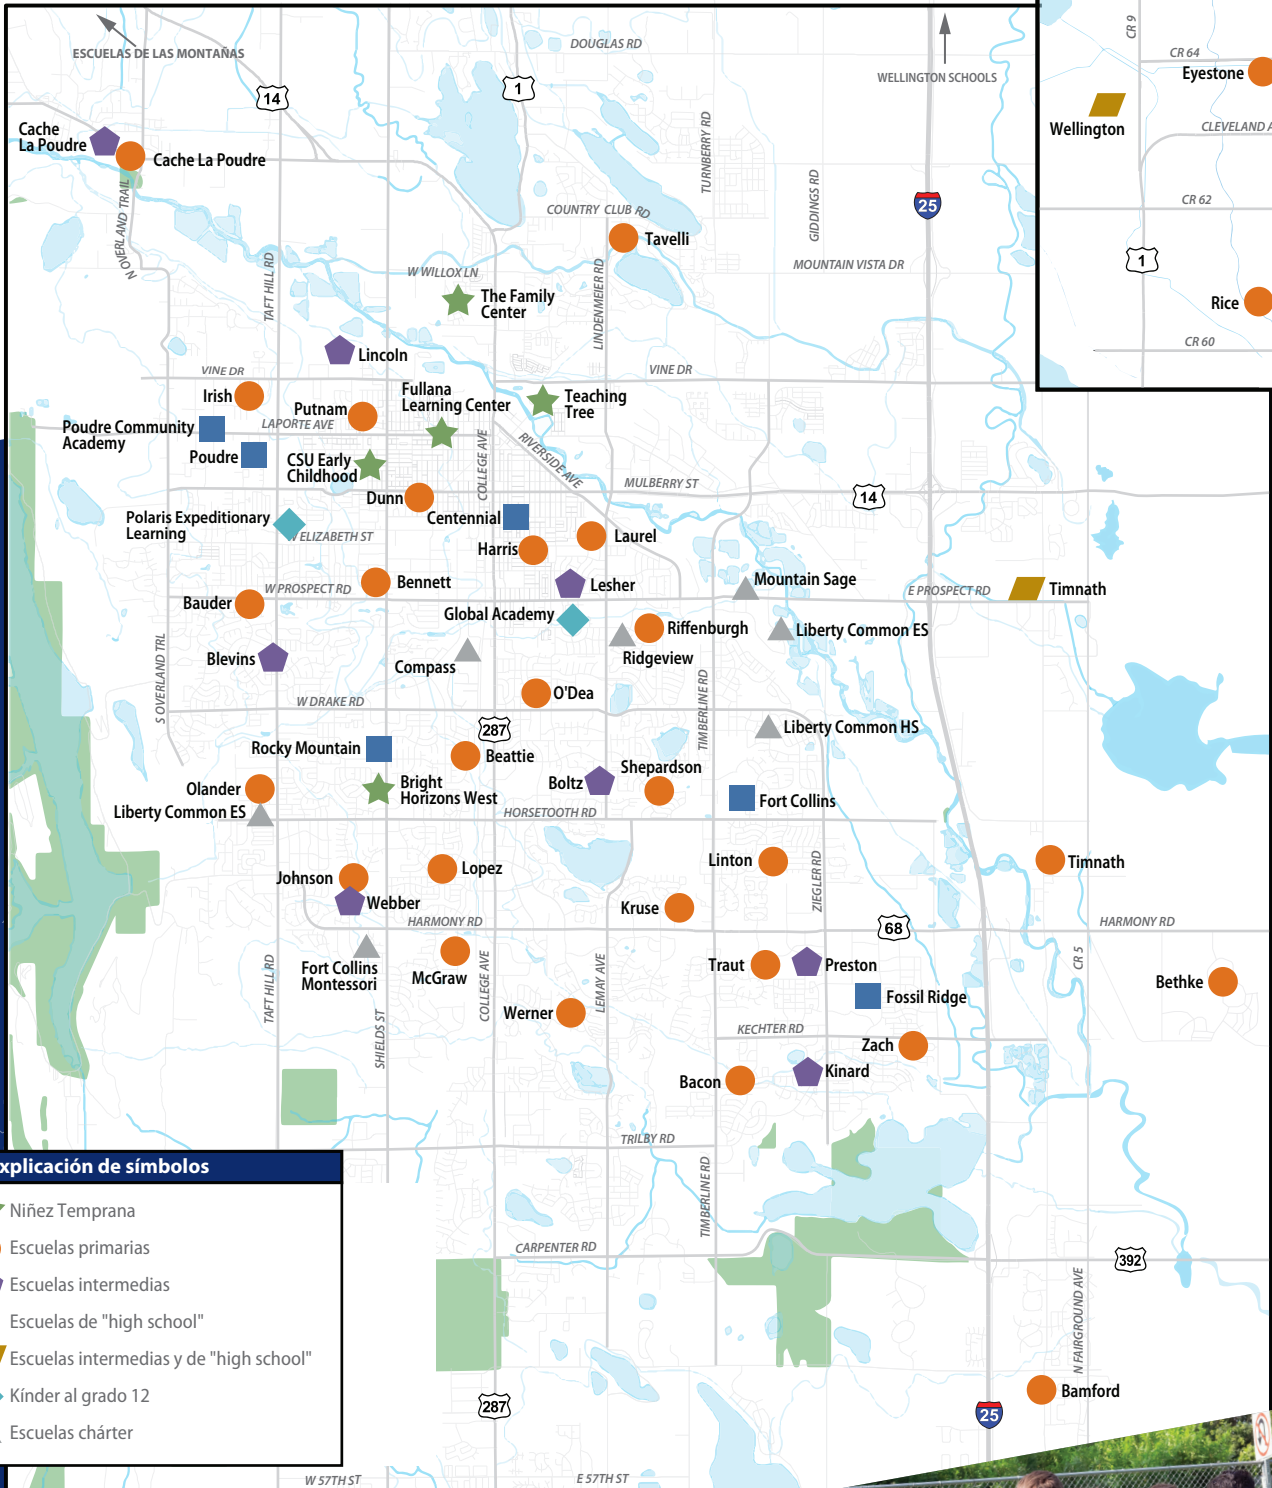 ESCUELAS DE LAS MONTAÑAS
DOUGLAS RD
WELLINGTON SCHOOLS
14
1
CR 9
CR 64
Eyestone
Wellington
CLEVELAND A
CR 62
1
Rice
CR 60
Cache
La Poudre
Cache La Poudre
N OVERLAND TRAIL
TAFT HILL RD
TURNBERRY RD
GIDDINGS RD
25
COUNTRY CLUB RD
Tavelli
MOUNTAIN VISTA DR
W WILLOX LN
LINDENMEIER RD
The Family
Center
Lincoln
VINE DR
VINE DR
Irish
Putnam
Fullana
Learning Center
Teaching
Tree
LAPORTE AVE
Poudre Community
Academy
Poudre
CSU Early
Childhood
COLLEGE AVE
RIVERSIDE AVE
MULBERRY ST
14
Dunn
Centennial
Polaris Expeditionary
Learning
W ELIZABETH ST
Harris
Laurel
Bennett
Lesher
Mountain Sage
W PROSPECT RD
E PROSPECT RD
Timnath
Bauder
Global Academy
Riffenburgh
Liberty Common ES
Ridgeview
Blevins
Compass
S OVERLAND TRL
O'Dea
TIMBERLINE RD
W DRAKE RD
287
Liberty Common HS
Rocky Mountain
Beattie
Shepardson
Boltz
Olander
Bright
Horizons West
Fort Collins
Liberty Common ES
HORSETOOTH RD
Linton
ZIEGLER RD
Timnath
Lopez
Johnson
Webber
Kruse
HARMONY RD
68
HARMONY RD
Fort Collins
Montessori
McGraw
Traut
Preston
CR 5
Bethke
TAFT HILL RD
COLLEGE AVE
LEMAY AVE
Fossil Ridge
Werner
SHIELDS ST
KECHTER RD
Zach
Bacon
Kinard
TRILBY RD
TIMBERLINE RD
xplicación de símbolos
Niñez Temprana
Escuelas primarias
Escuelas intermedias
Escuelas de "high school"
Escuelas intermedias y de "high school"
Kínder al grado 12
Escuelas chárter
CARPENTER RD
392
N FAIRGROUND AVE
Bamford
287
25
W 57TH ST
E 57TH ST